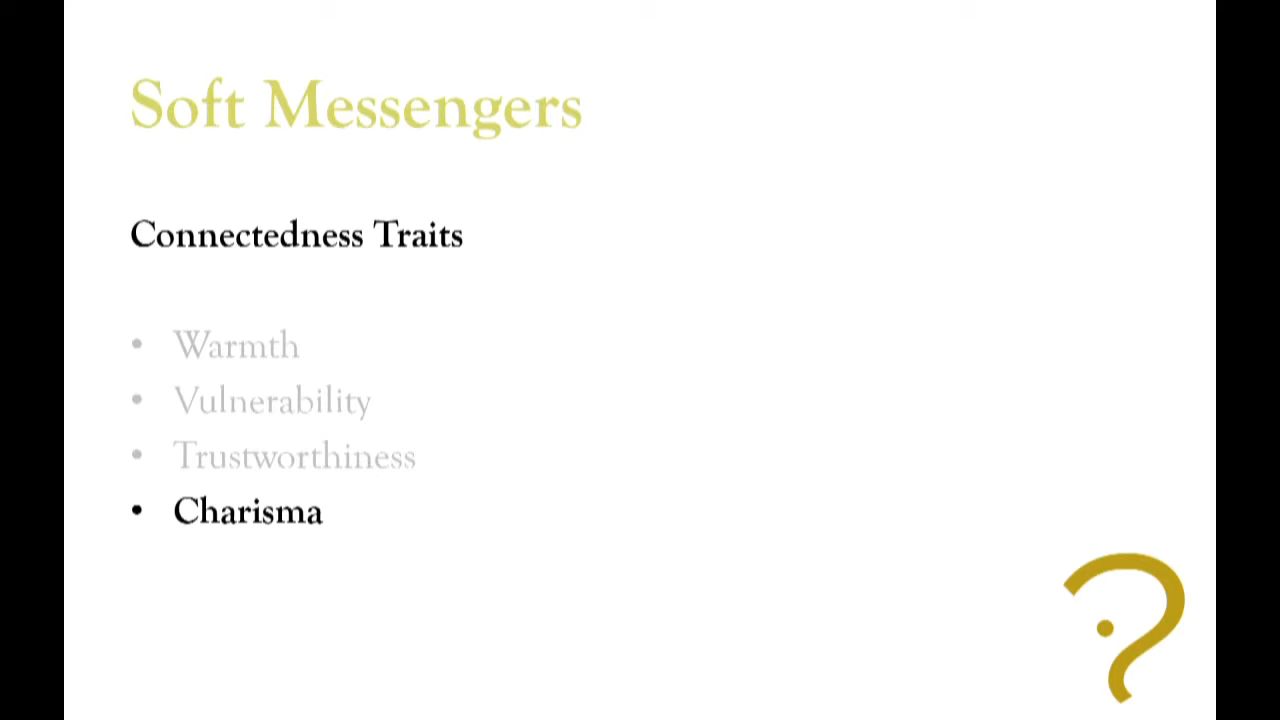 Soft Messengers
Connectedness Traits
• Warmth
• Vulnerability
• Trustworthiness
• Charisma